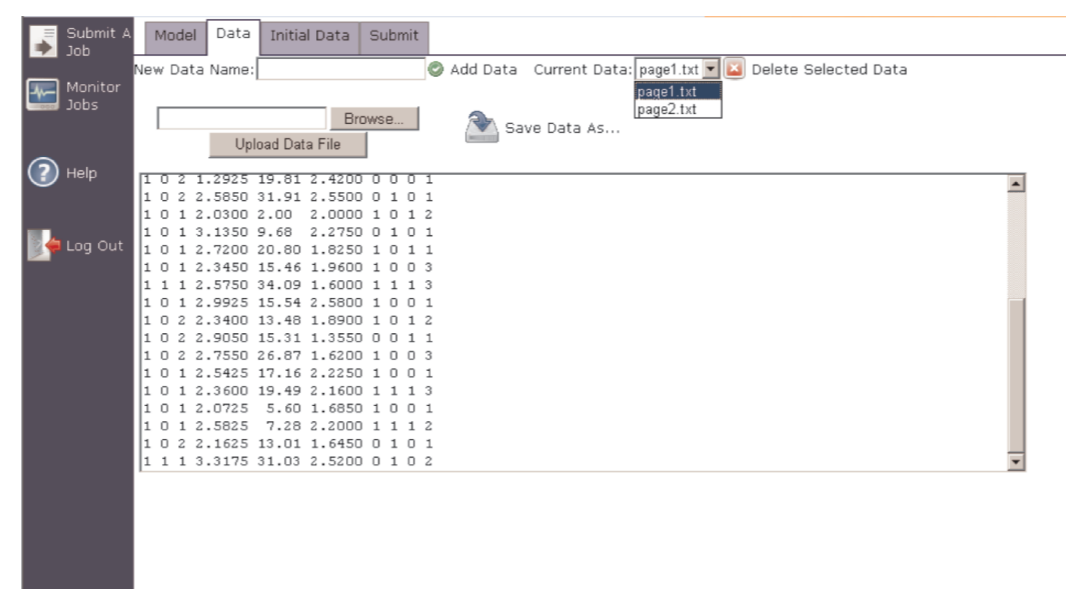 Submit A
Job
Monitor
Jobs
Help
Log Out
Model Data Initial Data Submit
New Data Name: Add Data Current Data: page1.txt Delete Selected Data
page1.txt
page2.txt
Browse...
Upload Data File
Save Data As...
1 0 2 1.2925 19.81 2.4200 0 0 0 1
1 0 2 2.5850 31.91 2.5500 0 1 0 1
1 0 1 2.0300 2.00  2.0000 1 0 1 2
1 0 1 3.1350 9.68  2.2750 0 1 0 1
1 0 1 2.7200 20.80 1.8250 1 0 1 1
1 0 1 2.3450 15.46 1.9600 1 0 0 3
1 1 1 2.5750 34.09 1.6000 1 1 1 3
1 0 1 2.9925 15.54 2.5800 1 0 0 1
1 0 2 2.3400 13.48 1.8900 1 0 1 2
1 0 2 2.9050 15.31 1.3550 0 0 1 1
1 0 2 2.7550 26.87 1.6200 1 0 0 3
1 0 1 2.5425 17.16 2.2250 1 0 0 1
1 0 1 2.3600 19.49 2.1600 1 1 1 3
1 0 1 2.0725  5.60 1.6850 1 0 0 1
1 0 1 2.5825  7.28 2.2000 1 1 1 2
1 0 2 2.1625 13.01 1.6450 0 1 0 1
1 1 1 3.3175 31.03 2.5200 0 1 0 2